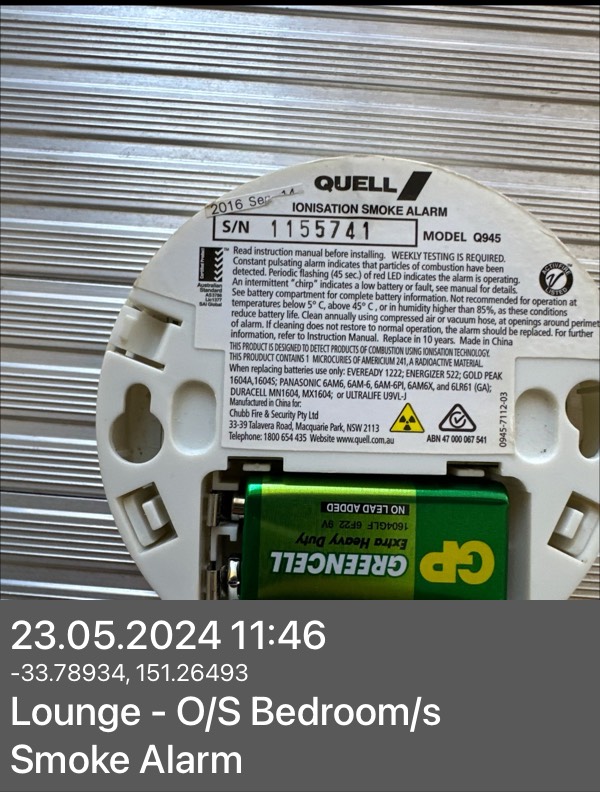 QUELL
2016 Sep 14
IONISATION SMOKE ALARM
S/N 1155741 MODEL Q945
Read instruction manual before installing. WEEKLY TESTING IS REQUIRED.
Constant pulsating alarm indicates that particles of combustion have been
detected. Periodic flashing (45 sec.) of red LED indicates the alarm is operating.
An intermittent "chirp" indicates a low battery or fault, see manual for details.
See battery compartment for complete battery information. Not recommended for operation at
temperatures below 5° C, above 45° C, or in humidity higher than 85%, as these conditions
reduce battery life. Clean annually using compressed air or vacuum hose, at openings around perimet
of alarm. If cleaning does not restore to normal operation, the alarm should be replaced. For further
information, refer to Instruction Manual. Replace in 10 years. Made in China
THIS PRODUCT IS DESIGNED TO DETECT PRODUCTS OF COMBUSTION USING IONISATION TECHNOLOGY.
THIS PRODUCT CONTAINS 1 MICROCURIES OF AMERICIUM 241, A RADIOACTIVE MATERIAL.
When replacing batteries use only: EVEREADY 1222; ENERGIZER 522; GOLD PEAK
1604A,1604S; PANASONIC 6AM6, 6AM-6, 6AM-6PI, 6AM6X, and 6LR61 (GA);
DURACELL MN1604, MX1604; or ULTRALIFE U9VL-J
Manufactured in China for:
Chubb Fire & Security Pty Ltd
33-39 Talavera Road, Macquarie Park, NSW 2113
Telephone: 1800 654 435 Website www.quell.com.au
ABN 47 000 067 541
0945-7112-03
Australian
Standard
AS3786
SAI Global
NO LEAD ADDED
1604GLF 6F22 9V
Extra Heavy Duty
GREENCELL
GP
23.05.2024 11:46
-33.78934, 151.26493
Lounge - O/S Bedroom/s
Smoke Alarm